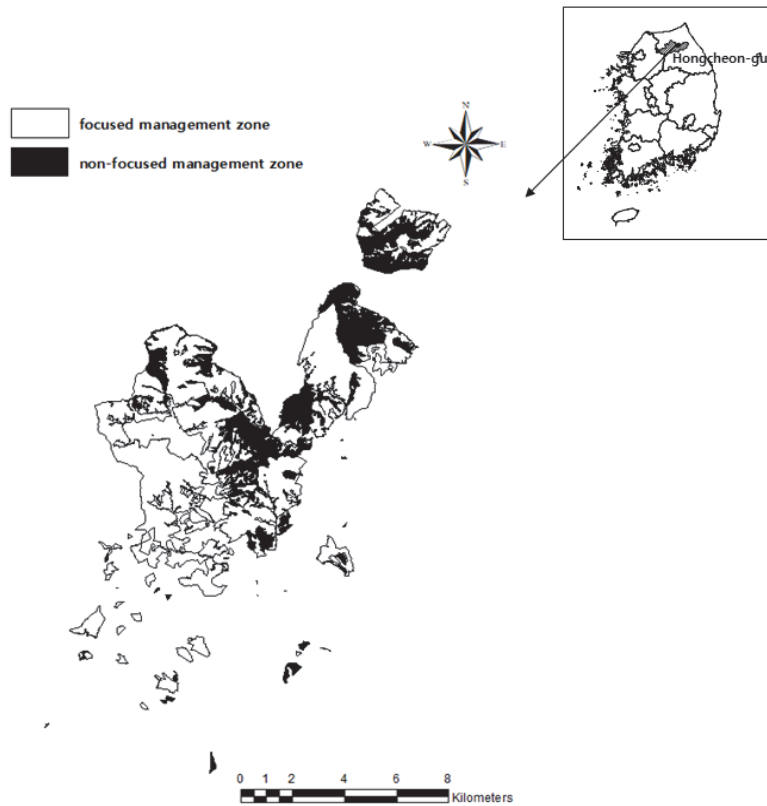 Hongcheon-gu
focused management zone
non-focused management zone
N
W
E
S
0 1 2 4 6 8
Kilometers